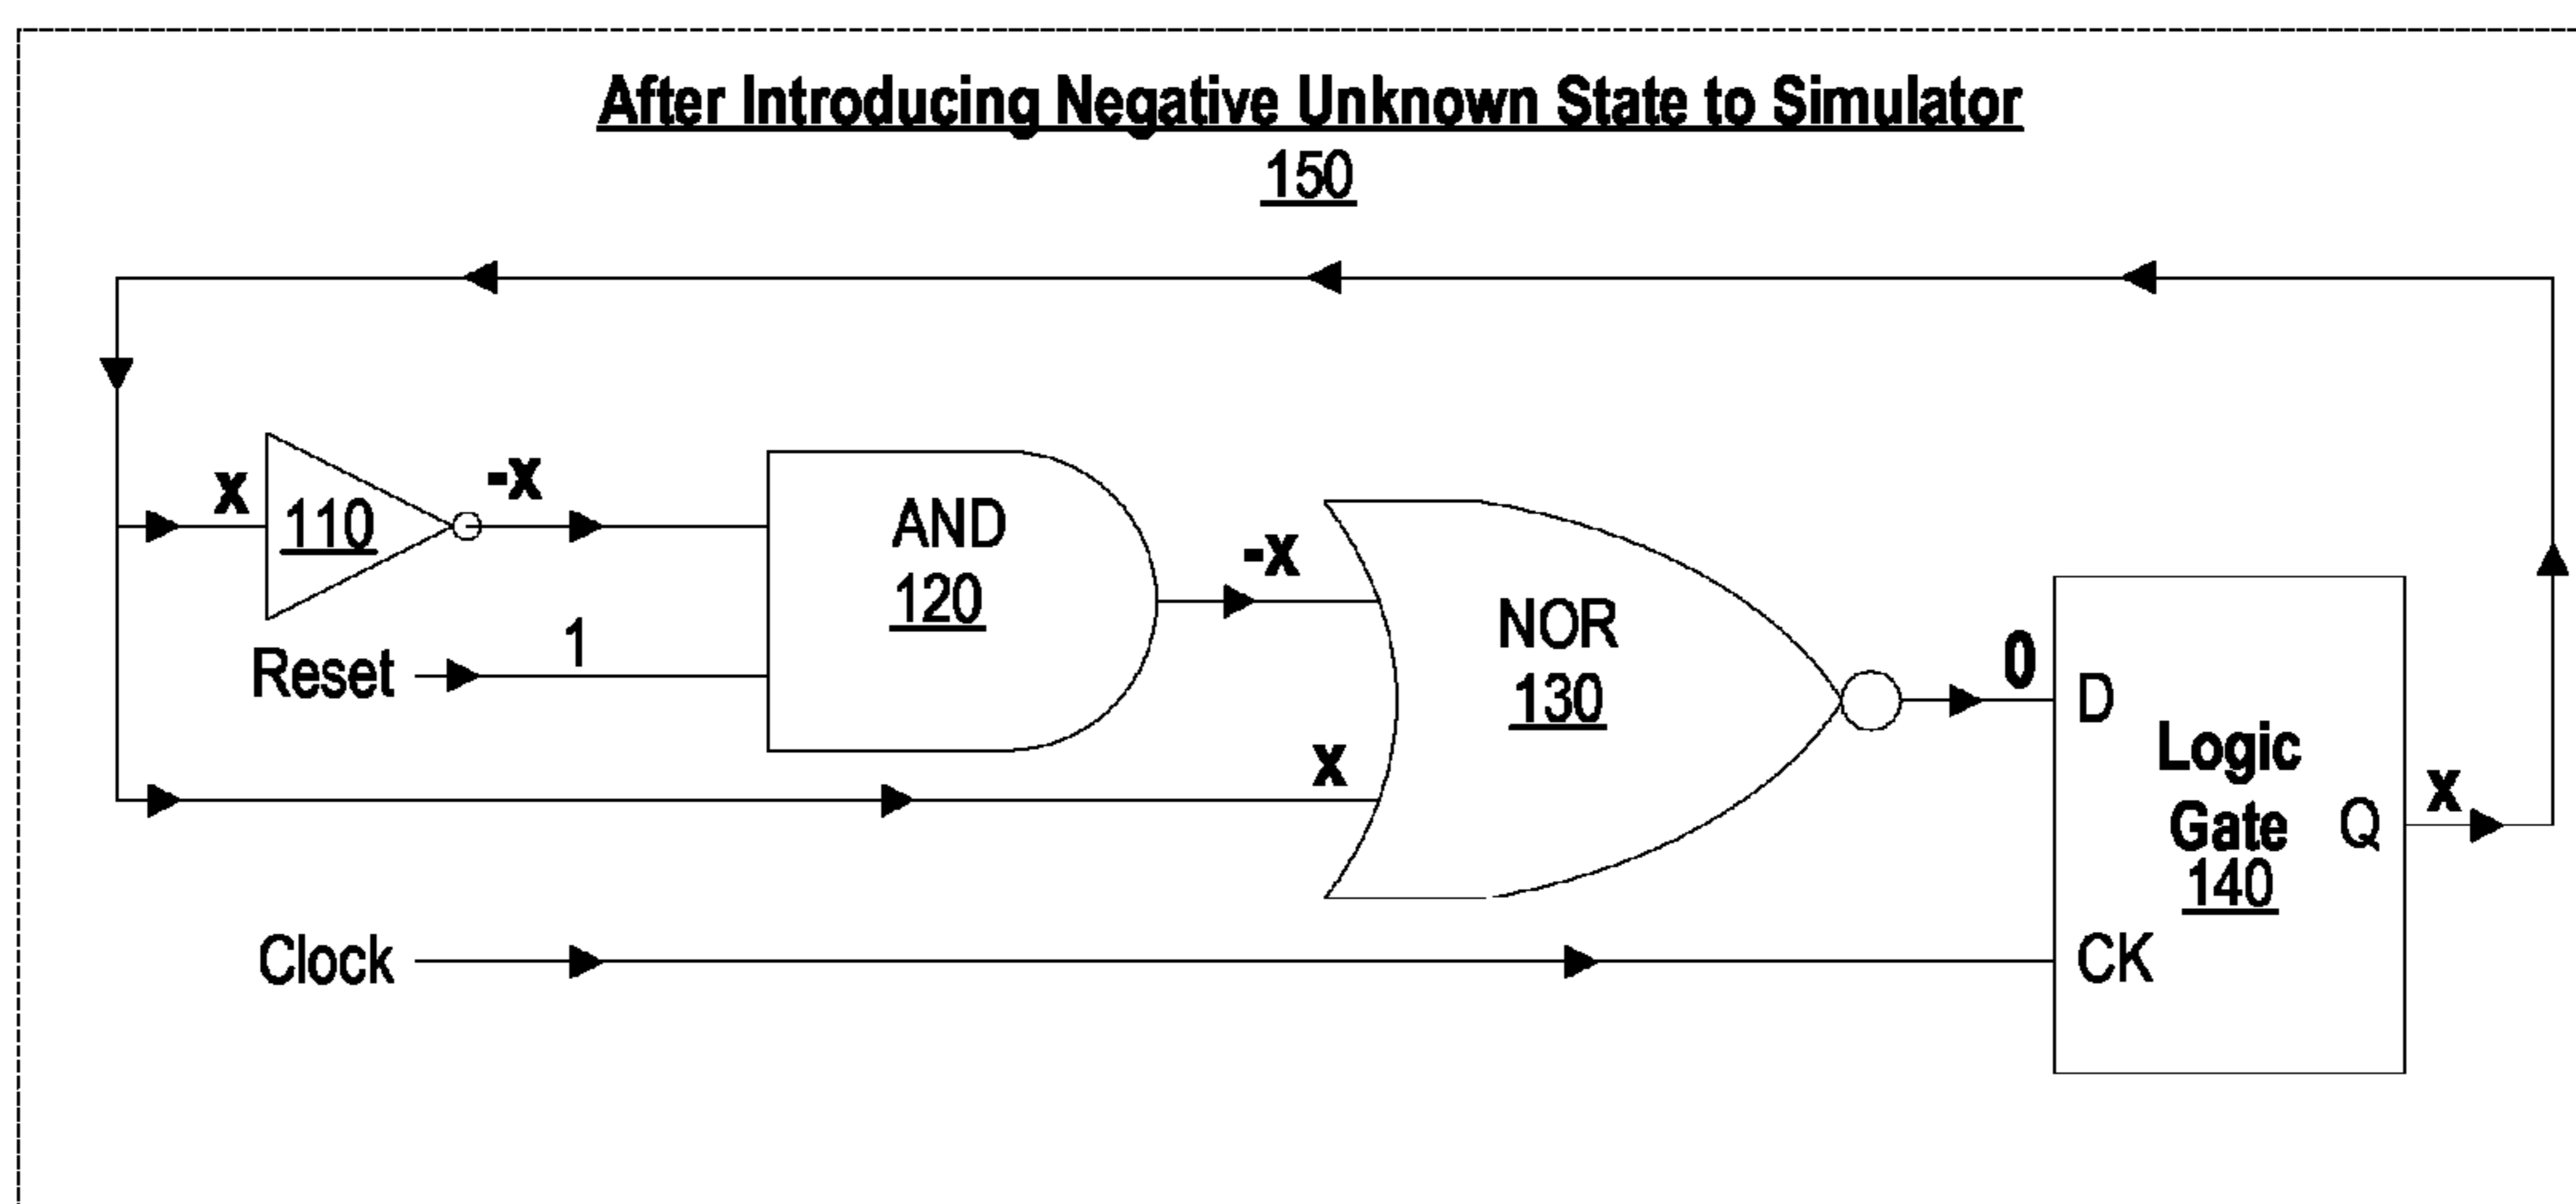 After Introducing Negative Unknown State to Simulator
150
x
110
-x
AND
120
Reset
1
-x
NOR
130
x
0
D
Logic
Gate
140
Q
x
CK
Clock